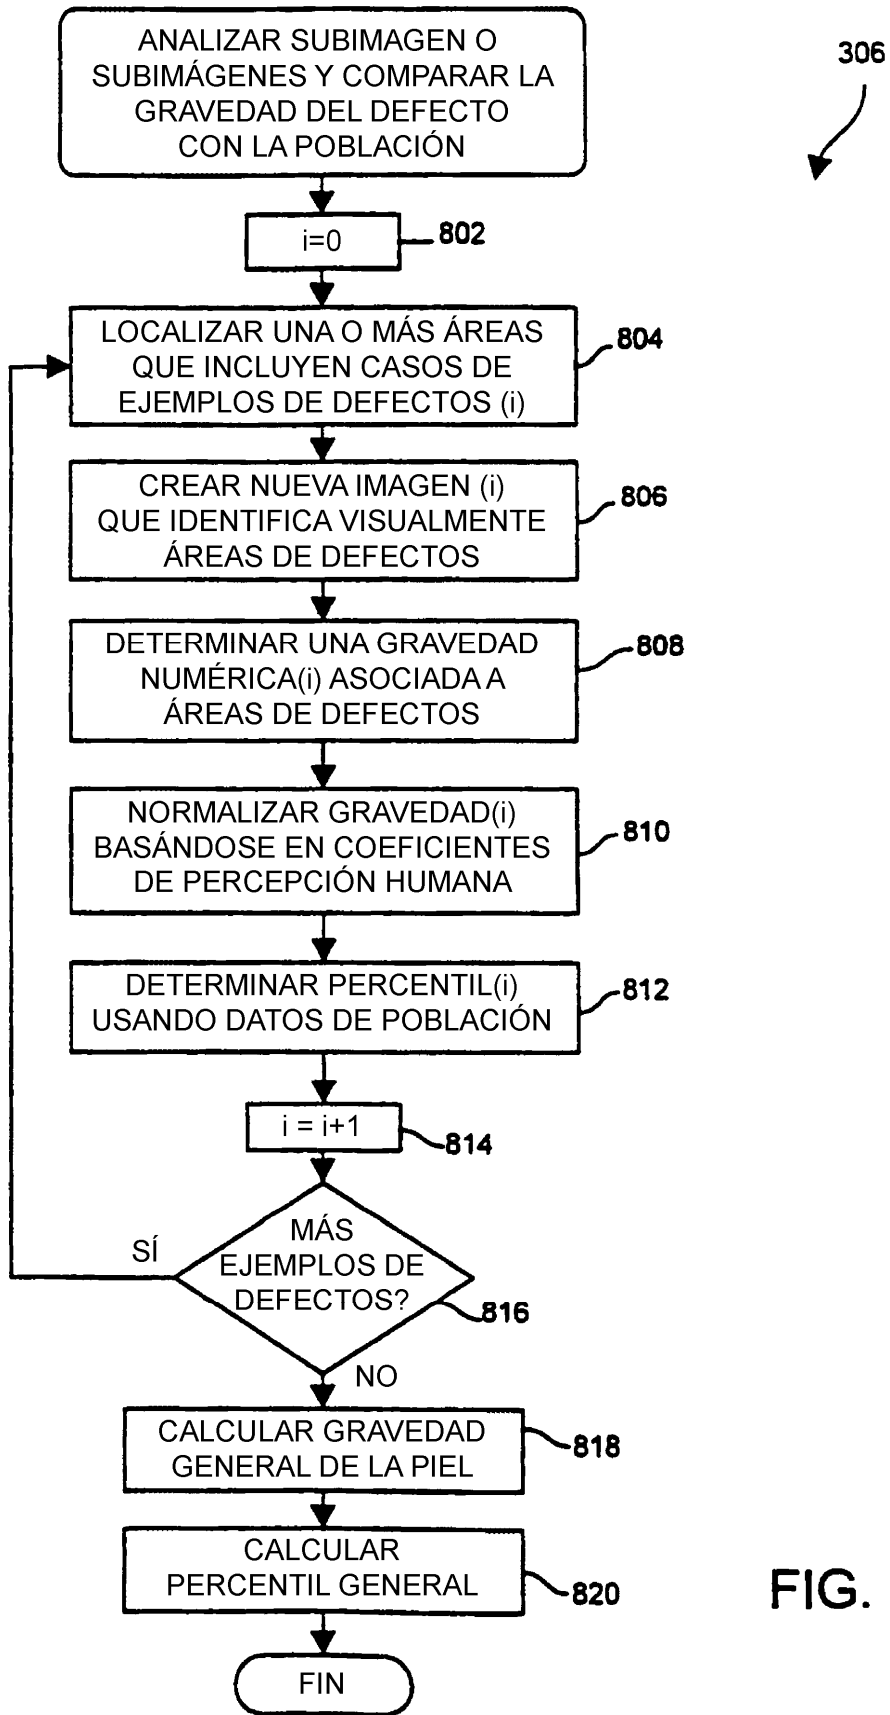 ANALIZAR SUBIMAGEN O
SUBIMÁGENES Y COMPARAR LA
GRAVEDAD DEL DEFECTO
CON LA POBLACIÓN
306
i=0
802
LOCALIZAR UNA O MÁS ÁREAS
QUE INCLUYEN CASOS DE
EJEMPLOS DE DEFECTOS (i)
804
CREAR NUEVA IMAGEN (i)
QUE IDENTIFICA VISUALMENTE
ÁREAS DE DEFECTOS
806
DETERMINAR UNA GRAVEDAD
NUMÉRICA(i) ASOCIADA A
ÁREAS DE DEFECTOS
808
NORMALIZAR GRAVEDAD(i)
BASÁNDOSE EN COEFICIENTES
DE PERCEPCIÓN HUMANA
810
DETERMINAR PERCENTIL(i)
USANDO DATOS DE POBLACIÓN
812
i = i+1
814
MÁS
EJEMPLOS DE
DEFECTOS?
SÍ
816
NO
CALCULAR GRAVEDAD
GENERAL DE LA PIEL
818
CALCULAR
PERCENTIL GENERAL
820
FIN
FIG.